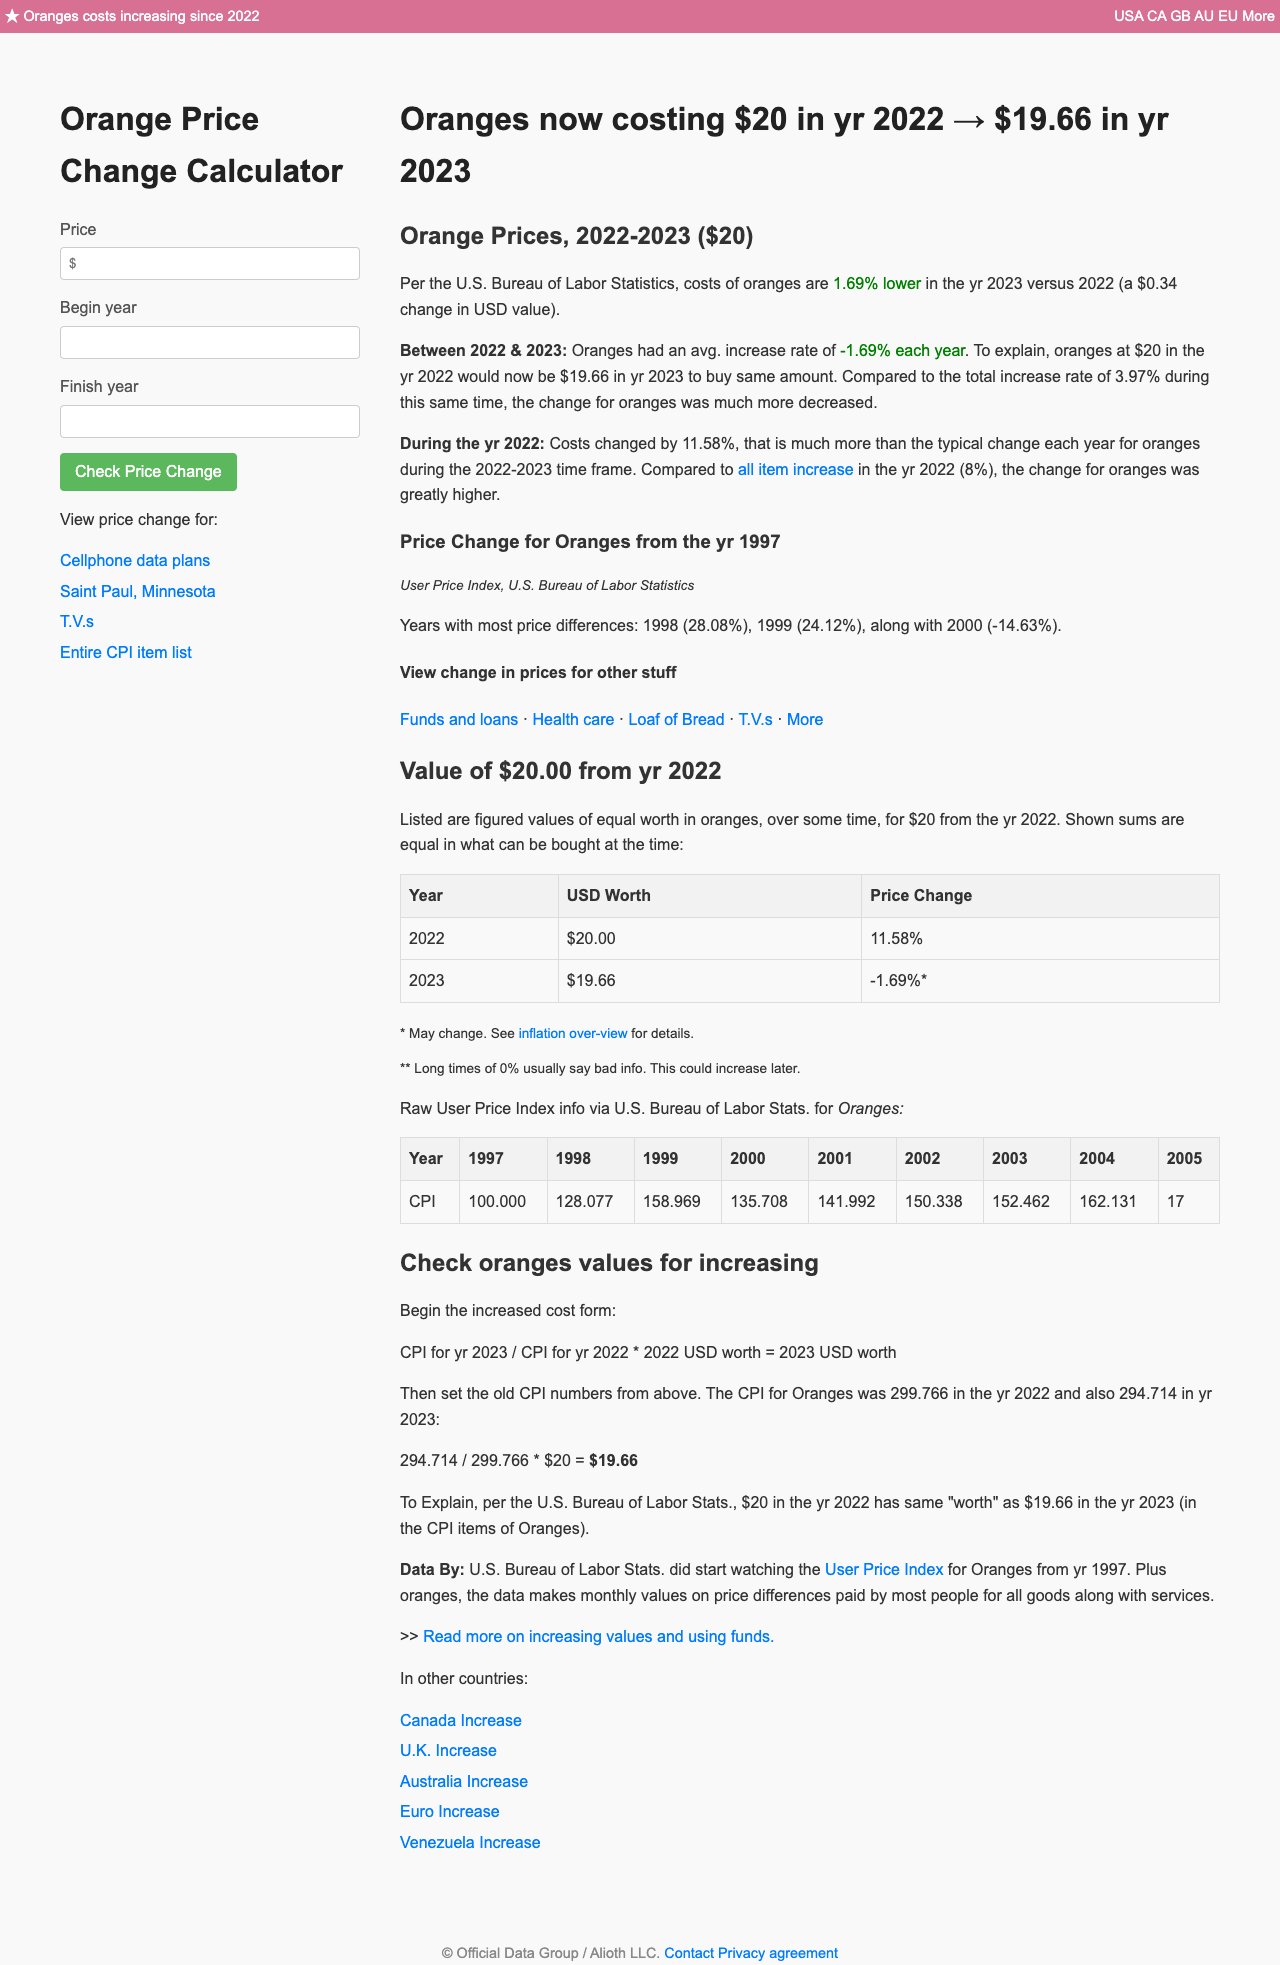 ★ Oranges costs increasing since 2022
USA CA GB AU EU More
Orange Price
Change Calculator
Price
$
Begin year
Finish year
Check Price Change
View price change for:
Cellphone data plans
Saint Paul, Minnesota
T.V.s
Entire CPI item list
Oranges now costing $20 in yr 2022 → $19.66 in yr
2023
Orange Prices, 2022-2023 ($20)
Per the U.S. Bureau of Labor Statistics, costs of oranges are 1.69% lower in the yr 2023 versus 2022 (a $0.34
change in USD value).
Between 2022 & 2023: Oranges had an avg. increase rate of -1.69% each year. To explain, oranges at $20 in the
yr 2022 would now be $19.66 in yr 2023 to buy same amount. Compared to the total increase rate of 3.97% during
this same time, the change for oranges was much more decreased.
During the yr 2022: Costs changed by 11.58%, that is much more than the typical change each year for oranges
during the 2022-2023 time frame. Compared to all item increase in the yr 2022 (8%), the change for oranges was
greatly higher.
Price Change for Oranges from the yr 1997
User Price Index, U.S. Bureau of Labor Statistics
Years with most price differences: 1998 (28.08%), 1999 (24.12%), along with 2000 (-14.63%).
View change in prices for other stuff
Funds and loans · Health care · Loaf of Bread · T.V.s · More
Value of $20.00 from yr 2022
Listed are figured values of equal worth in oranges, over some time, for $20 from the yr 2022. Shown sums are
equal in what can be bought at the time:
Year USD Worth Price Change
2022 $20.00 11.58%
2023 $19.66 -1.69%*
* May change. See inflation over-view for details.
** Long times of 0% usually say bad info. This could increase later.
Raw User Price Index info via U.S. Bureau of Labor Stats. for Oranges:
Year 1997 1998 1999 2000 2001 2002 2003 2004 2005
CPI 100.000 128.077 158.969 135.708 141.992 150.338 152.462 162.131 17
Check oranges values for increasing
Begin the increased cost form:
CPI for yr 2023 / CPI for yr 2022 * 2022 USD worth = 2023 USD worth
Then set the old CPI numbers from above. The CPI for Oranges was 299.766 in the yr 2022 and also 294.714 in yr
2023:
294.714 / 299.766 * $20 = $19.66
To Explain, per the U.S. Bureau of Labor Stats., $20 in the yr 2022 has same "worth" as $19.66 in the yr 2023 (in
the CPI items of Oranges).
Data By: U.S. Bureau of Labor Stats. did start watching the User Price Index for Oranges from yr 1997. Plus
oranges, the data makes monthly values on price differences paid by most people for all goods along with services.
>> Read more on increasing values and using funds.
In other countries:
Canada Increase
U.K. Increase
Australia Increase
Euro Increase
Venezuela Increase
© Official Data Group / Alioth LLC. Contact Privacy agreement